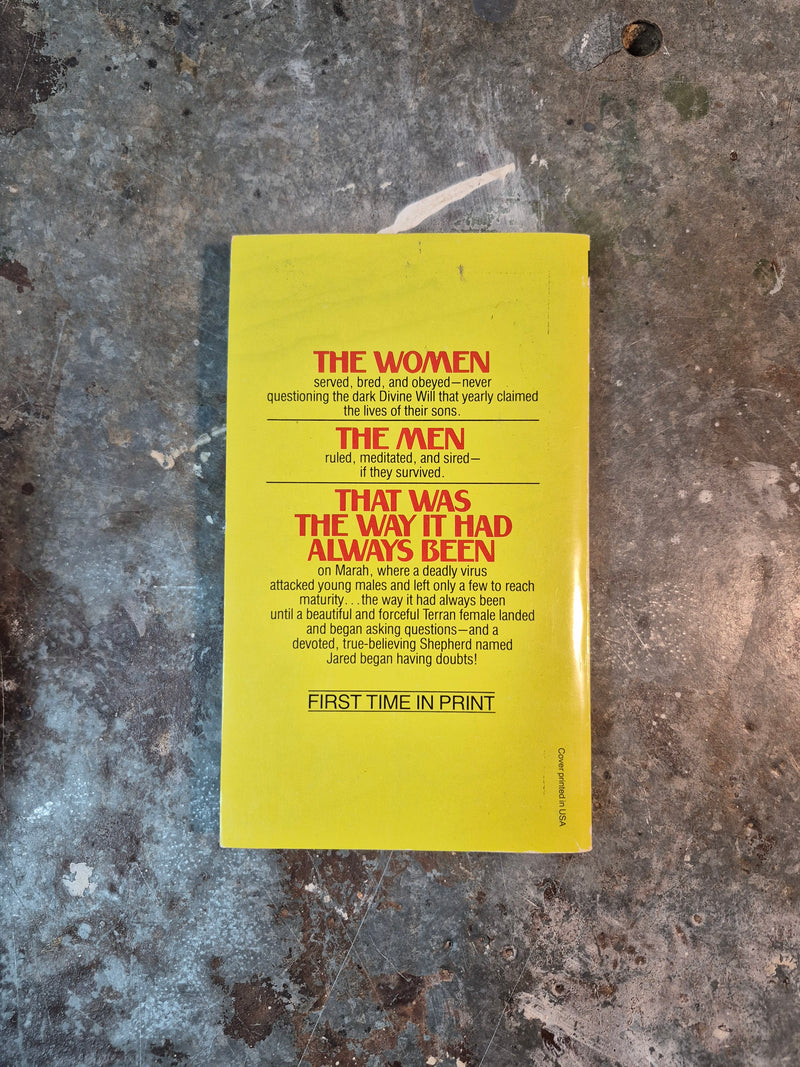 THE WOMEN
served, bred, and obeyed—never
questioning the dark Divine Will that yearly claimed
the lives of their sons.
THE MEN
ruled, meditated, and sired—
if they survived.
THAT WAS
THE WAY IT HAD
ALWAYS BEEN
on Marah, where a deadly virus
attacked young males and left only a few to reach
maturity...the way it had always been
until a beautiful and forceful Terran female landed
and began asking questions—and a
devoted, true-believing Shepherd named
Jared began having doubts!
FIRST TIME IN PRINT
Cover printed in USA